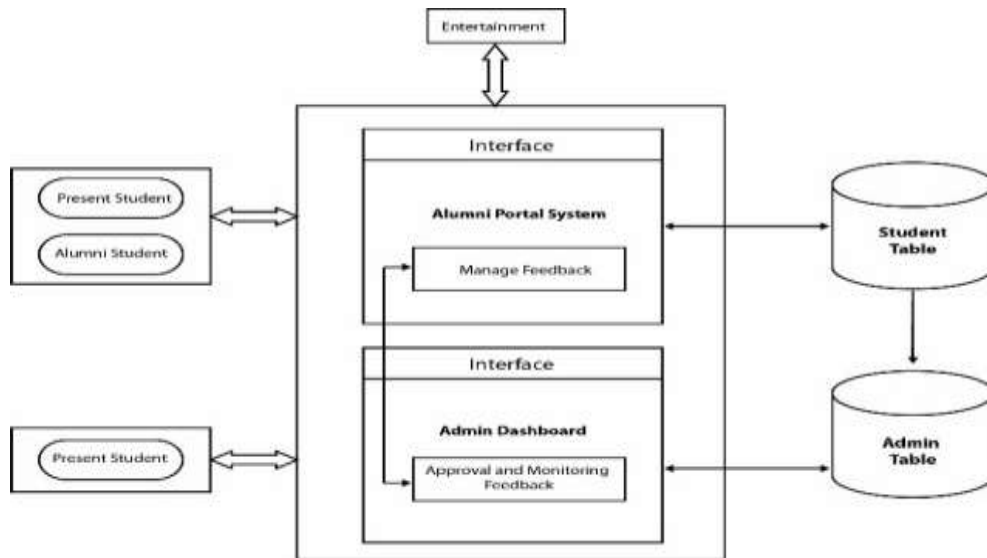 Entertainment
Interface
Present Student
Alumni Portal System
Alumni Student
Manage Feedback
Student
Table
Interface
Present Student
Admin Dashboard
Approval and Monitoring
Feedback
Admin
Table